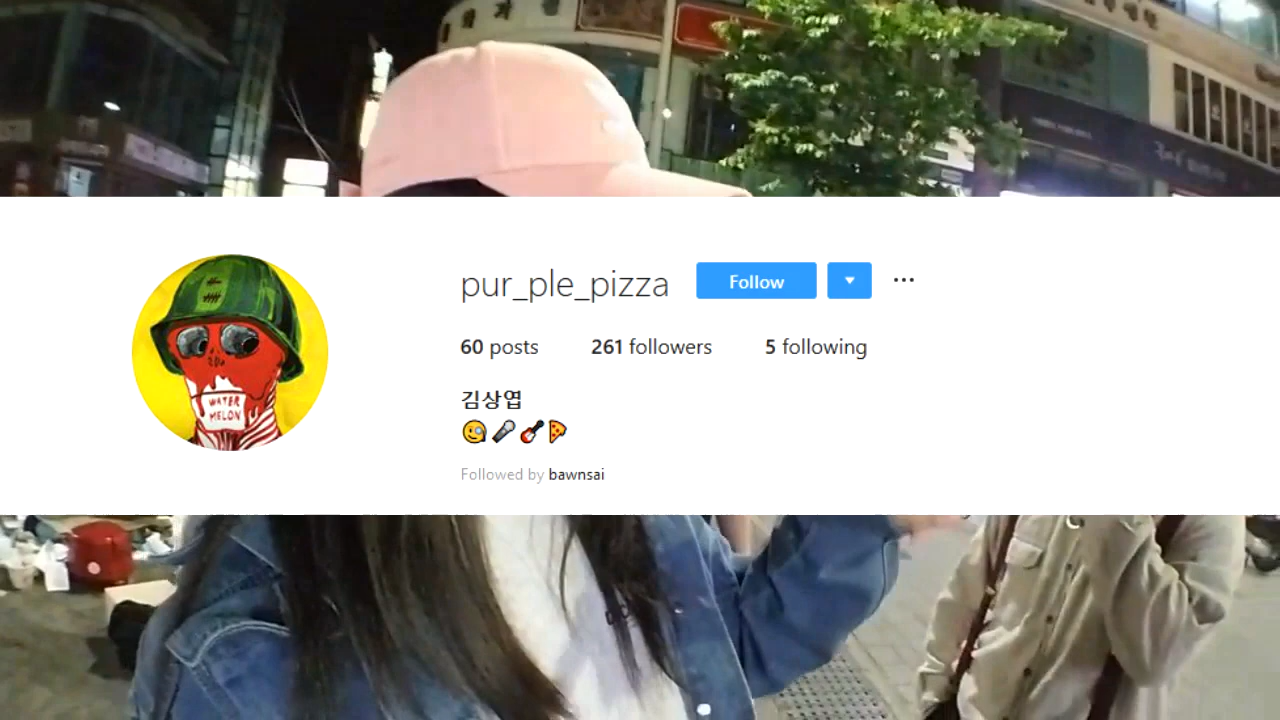 pur_ple_pizza
Follow
60 posts 261 followers 5 following
김상엽
Followed by bawnsai
WATER
MELON